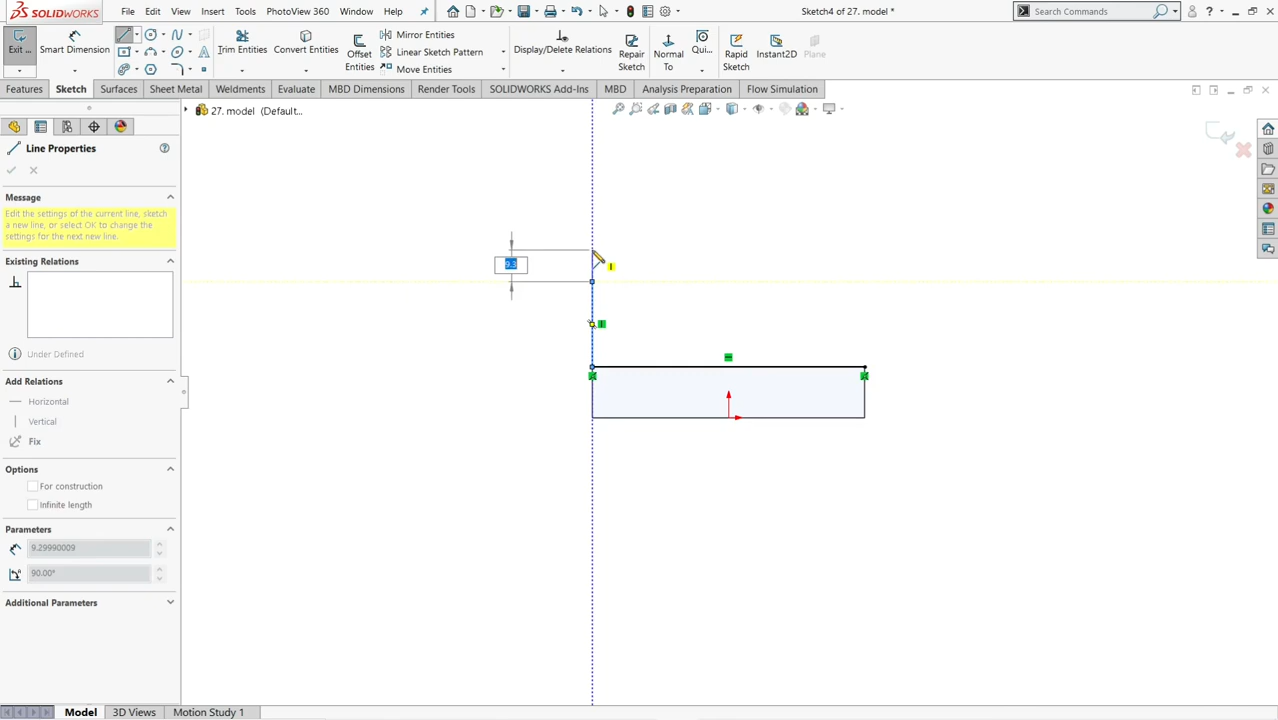 SOLIDWORKS File Edit View Insert Tools PhotoView 360 Window Help Sketch4 of 27. model * Search Commands ?
Exit ... Smart Dimension Trim Entities Convert Entities Offset Entities Mirror Entities Linear Sketch Pattern Move Entities Display/Delete Relations Repair Sketch Normal To Qui... Rapid Sketch Instant2D Plane
Features Sketch Sheet Metal Surfaces Weldments Evaluate MBD Dimensions Render Tools SOLIDWORKS Add-Ins MBD Analysis Preparation Flow Simulation
27. model (Default...
Line Properties
Message
Edit the settings of the current line, sketch
a new line, or select OK to change the
settings for the next new line.
Existing Relations
9.3
Under Defined
Add Relations
Horizontal
Vertical
Fix
Options
For construction
Infinite length
Parameters
9.29990009
90.00°
Additional Parameters
Model 3D Views Motion Study 1